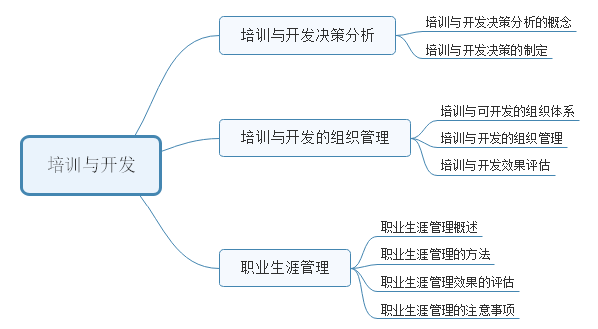 培训与开发
培训与开发决策分析
培训与开发决策分析的概念
培训与开发决策的制定
培训与开发的组织管理
培训与可开发的组织体系
培训与开发的组织管理
培训与开发效果评估
职业生涯管理
职业生涯管理概述
职业生涯管理的方法
职业生涯管理效果的评估
职业生涯管理的注意事项